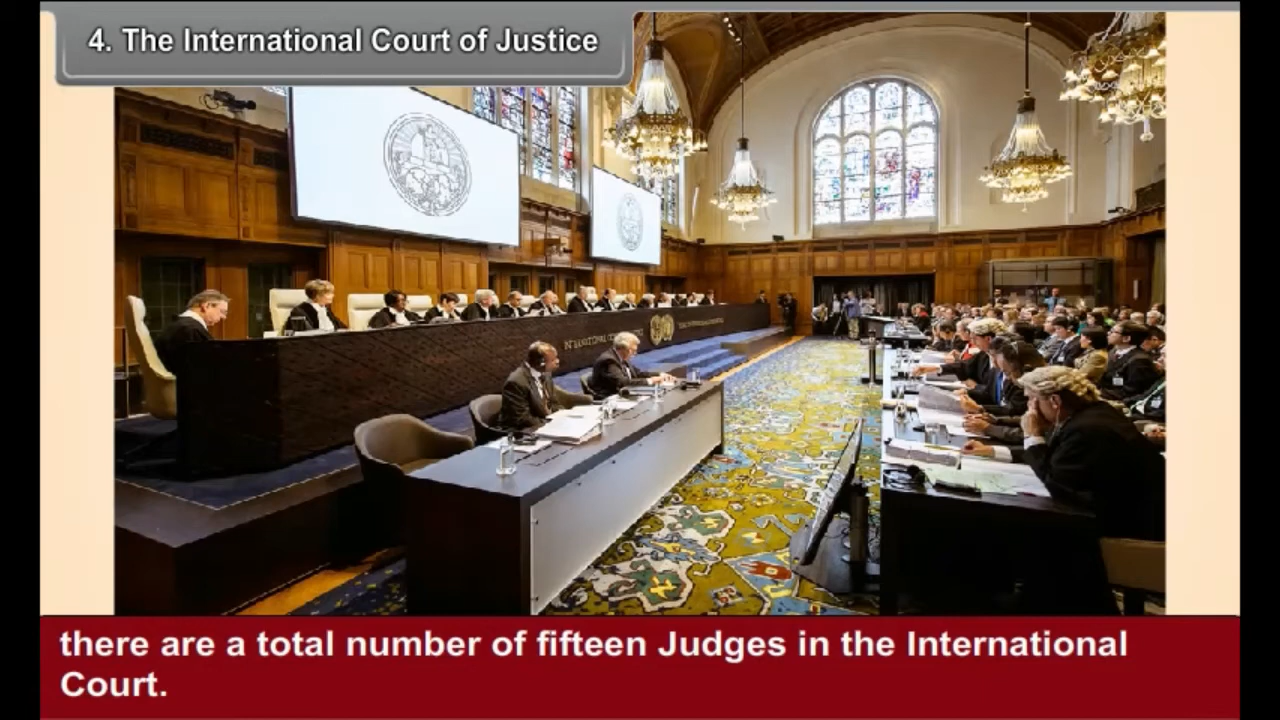 4. The International Court of Justice
there are a total number of fifteen Judges in the International
Court.